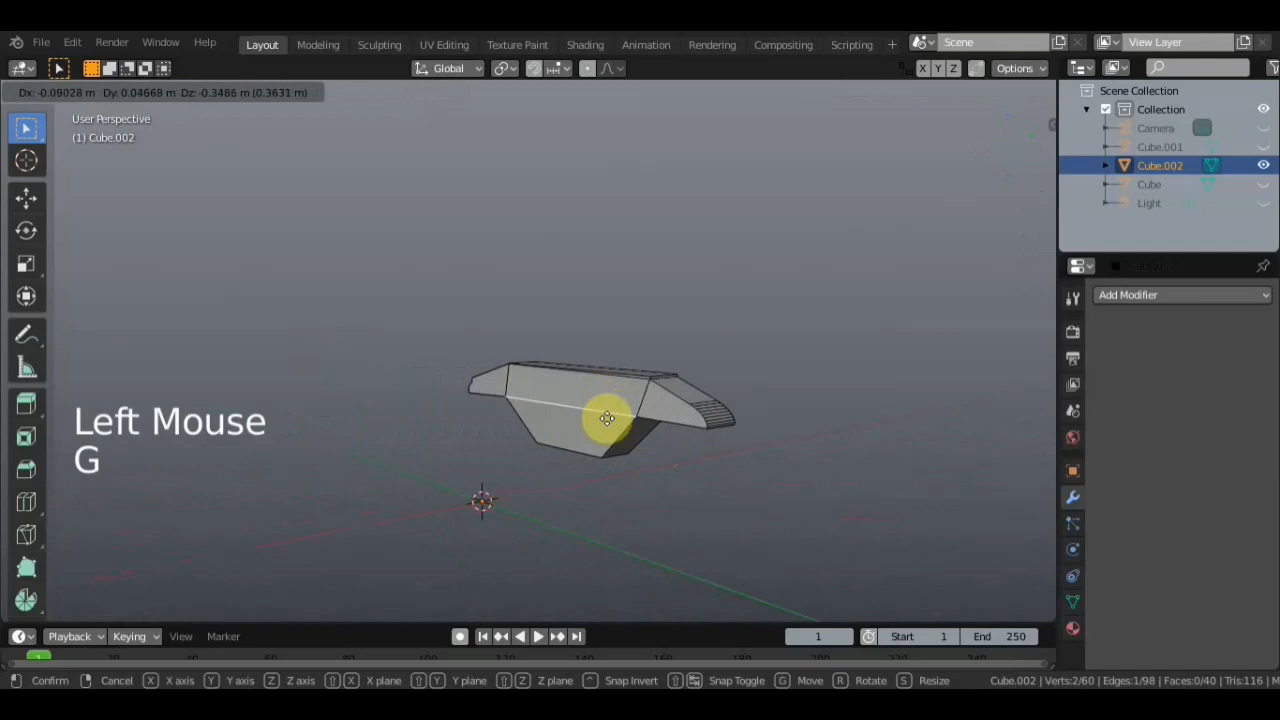 File Edit Render Window Help Layout Modeling Sculpting UV Editing Texture Paint Shading Animation Rendering Compositing Scripting + Scene View Layer
Global X Y Z Options
Dx: -0.09028 m Dy: 0.04668 m Dz: -0.3486 m (0.3631 m)
User Perspective
(1) Cube.002
Scene Collection
Collection
Camera
Cube.001
Cube.002
Cube
Light
Add Modifier
Left Mouse
G
Playback Keying View Marker 1 Start 1 End 250
Confirm Cancel X X axis Y Y axis Z Z axis X X plane Y Y plane Z Z plane Snap Invert Snap Toggle G Move R Rotate S Resize Cube.002 | Verts:2/60 | Edges:1/98 | Faces:0/40 | Tris:116 | M